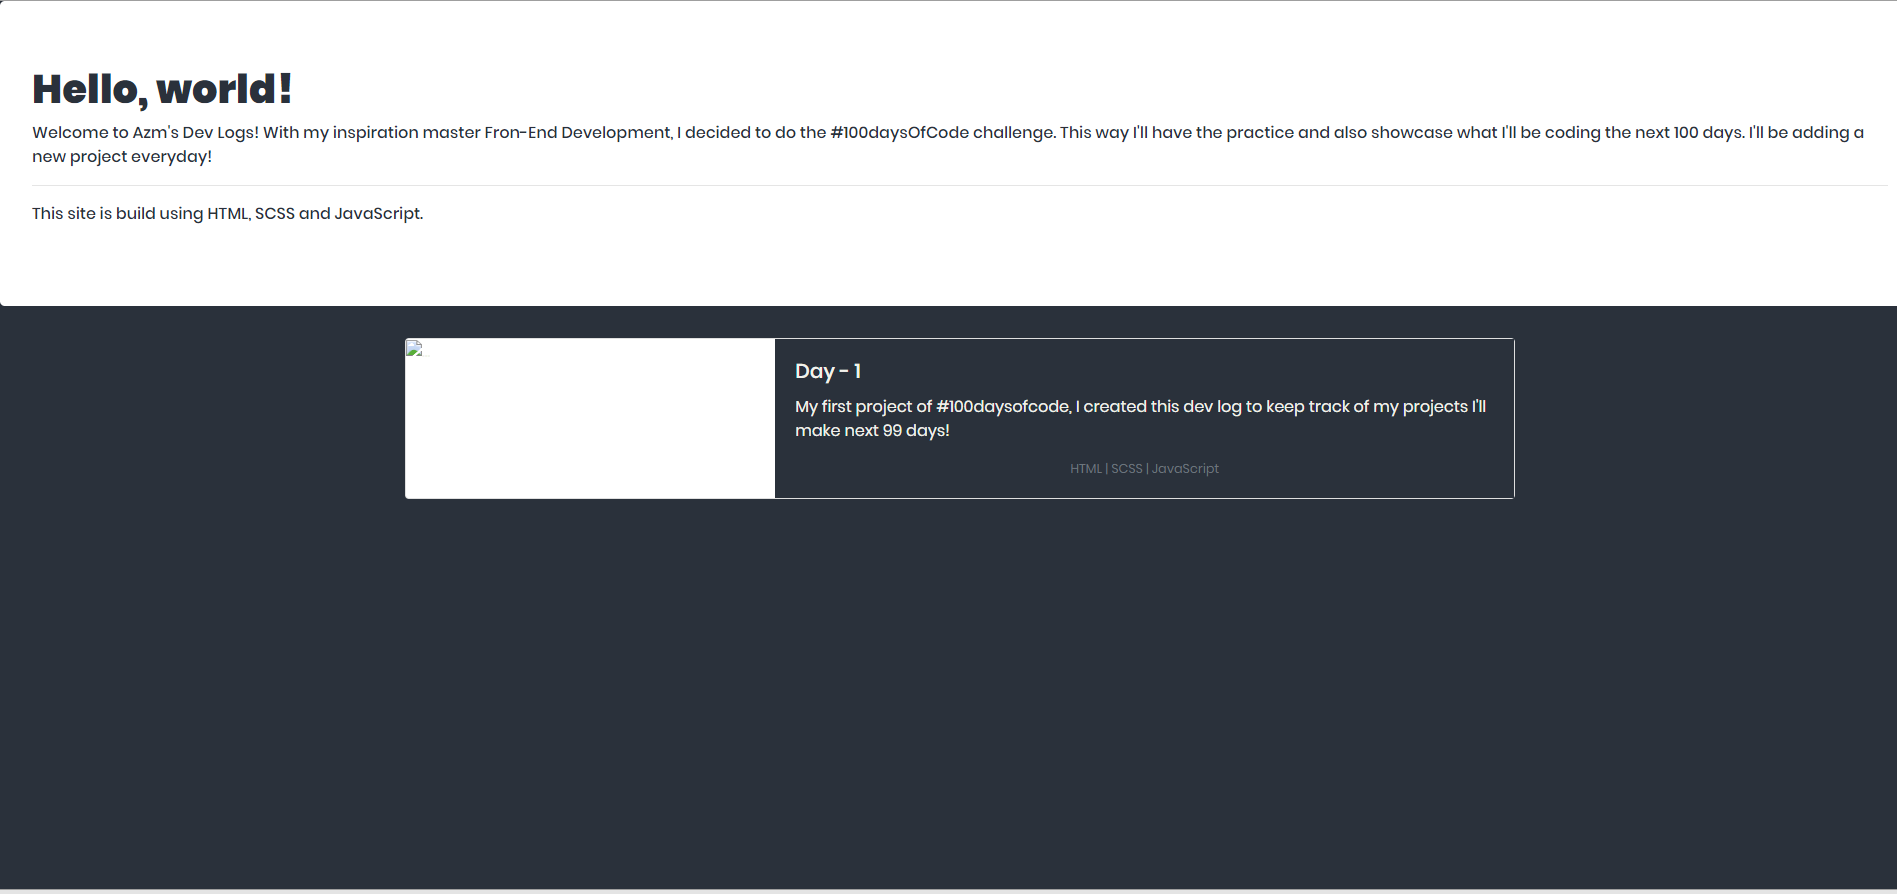 Hello, world!
Welcome to Azm's Dev Logs! With my inspiration master Fron-End Development, I decided to do the #100daysOfCode challenge. This way I'll have the practice and also showcase what I'll be coding the next 100 days. I'll be adding a
new project everyday!
This site is build using HTML, SCSS and JavaScript.
Day - 1
My first project of #100daysofcode, I created this dev log to keep track of my projects I'll
make next 99 days!
HTML | SCSS | JavaScript